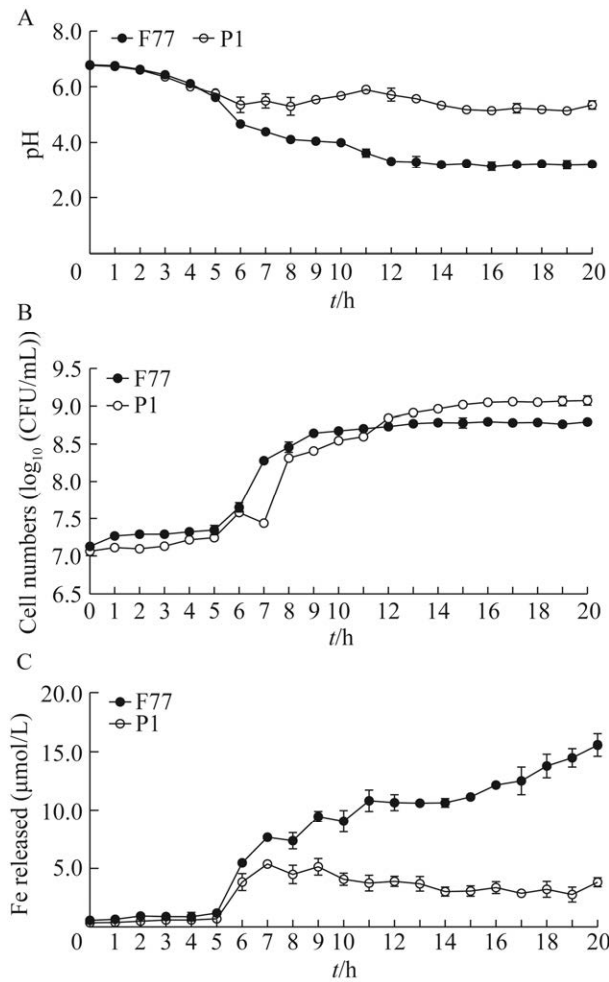 A
F77 P1
8.0
6.0
4.0
2.0
pH
0 1 2 3 4 5 6 7 8 9 10 12 14 16 18 20
t/h
B
F77
P1
9.5
9.0
8.5
8.0
7.5
7.0
6.5
Cell numbers (log₁₀ (CFU/mL))
0 1 2 3 4 5 6 7 8 9 10 12 14 16 18 20
t/h
C
F77
P1
20.0
15.0
10.0
5.0
Fe released (μmol/L)
0 1 2 3 4 5 6 7 8 9 10 12 14 16 18 20
t/h